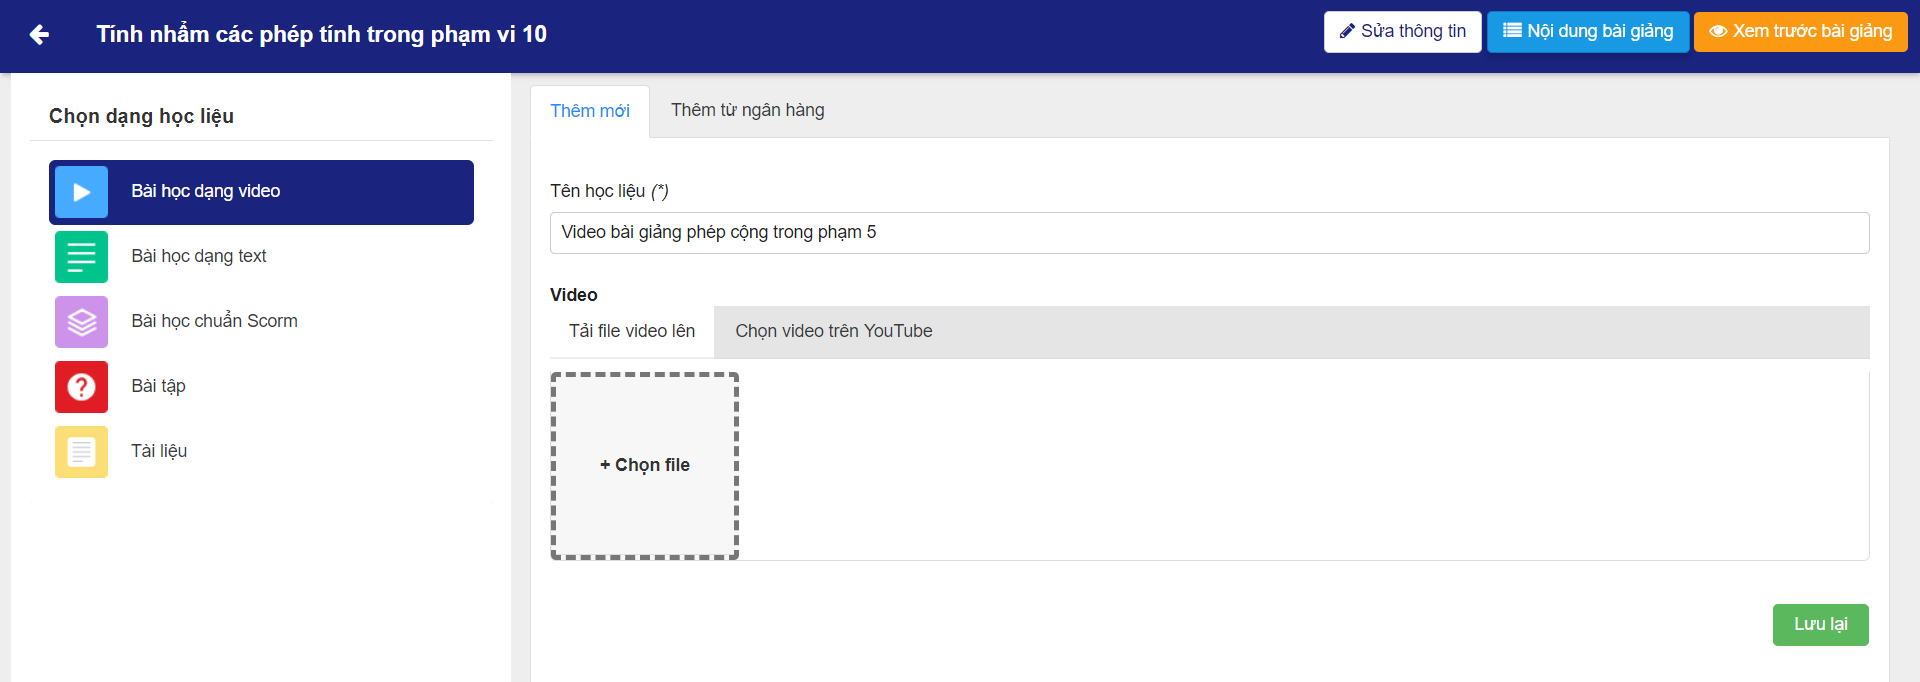 Tính nhẩm các phép tính trong phạm vi 10
Sửa thông tin
Nội dung bài giảng
Xem trước bài giảng
Chọn dạng học liệu
Bài học dạng video
Bài học dạng text
Bài học chuẩn Scorm
Bài tập
Tài liệu
Thêm mới
Thêm từ ngân hàng
Tên học liệu (*)
Video bài giảng phép cộng trong phạm 5
Video
Tải file video lên
Chọn video trên YouTube
+ Chọn file
Lưu lại